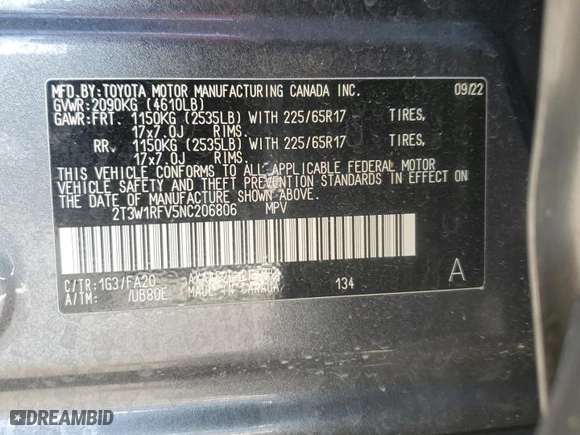 MFD.BY:TOYOTA MOTOR MANUFACTURING CANADA INC. 09/22
GVWR:2090KG (4610LB)
GAWR:FRT. 1150KG (2535LB) WITH 225/65R17 TIRES,
17x7.0J RIMS.
RR. 1150KG (2535LB) WITH 225/65R17 TIRES,
17x7.0J RIMS.
THIS VEHICLE CONFORMS TO ALL APPLICABLE FEDERAL MOTOR
VEHICLE SAFETY AND THEFT PREVENTION STANDARDS IN EFFECT ON
THE DATE OF MANUFACTURE SHOWN ABOVE.
2T3W1RFV5NC206806 MPV
C/TR:1G3/FA20
A/TM: /UB80E MADE IN CANADA 134 A
DREAMBID